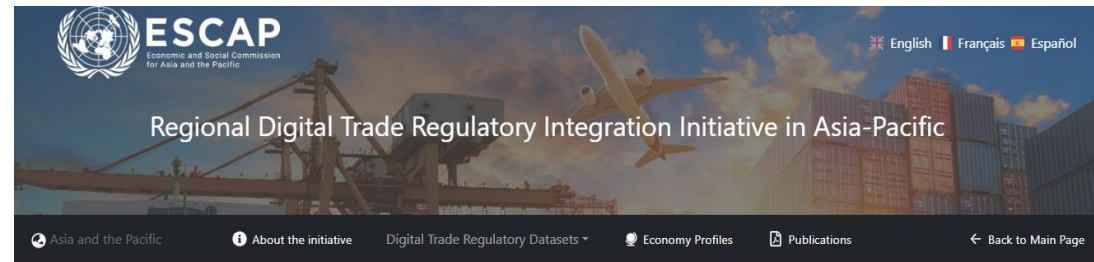 ESCAP
Economic and Social Commission
for Asia and the Pacific
English Français Español
Regional Digital Trade Regulatory Integration Initiative in Asia-Pacific
Asia and the Pacific About the initiative Digital Trade Regulatory Datasets Economy Profiles Publications ← Back to Main Page